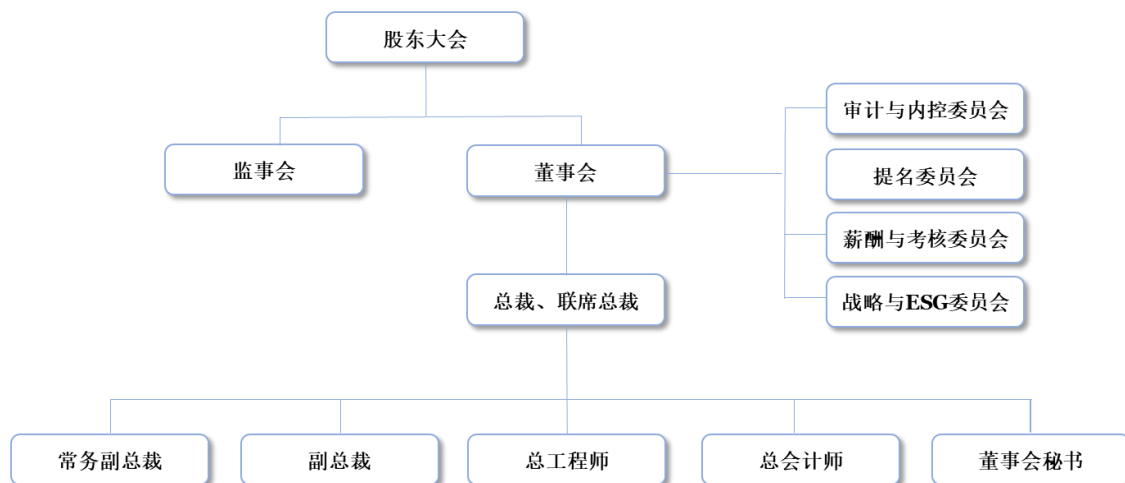 股东大会
审计与内控委员会
监事会
董事会
提名委员会
薪酬与考核委员会
总裁、联席总裁
战略与ESG委员会
常务副总裁
副总裁
总工程师
总会计师
董事会秘书